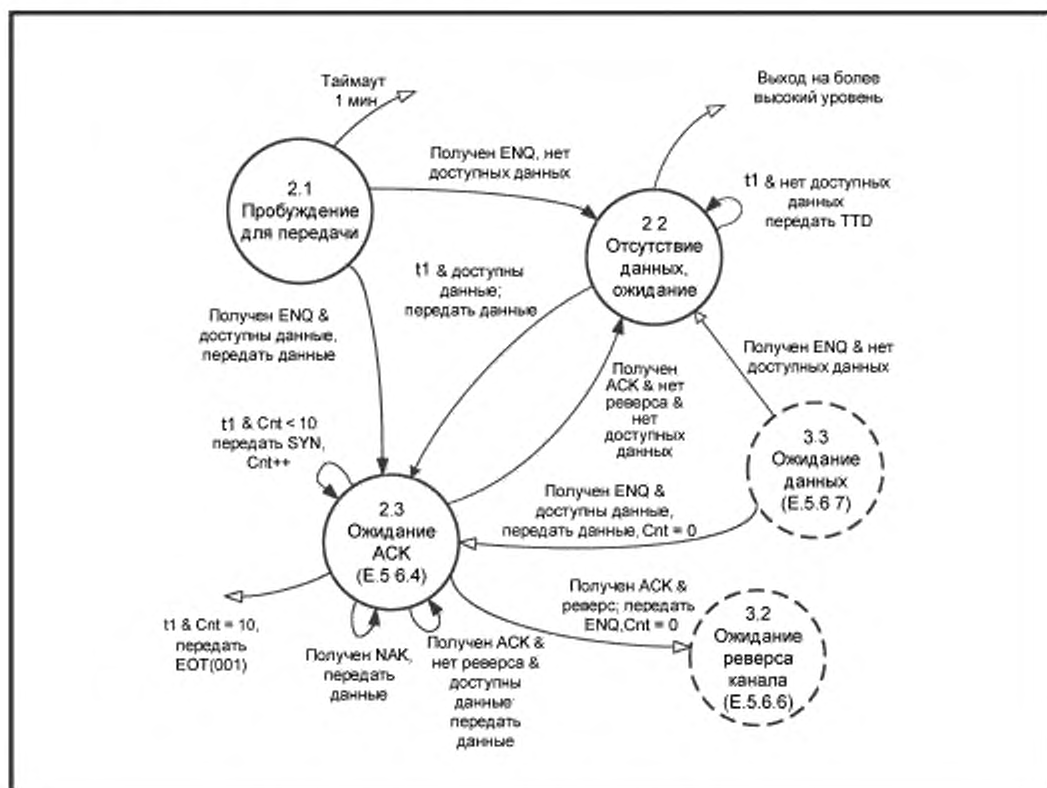 Таймаут
1 мин
Выход на более
высокий уровень
Получен ENQ, нет
доступных данных
2.1
Пробуждение
для передачи
t1 & нет доступных
данных
передать TTD
2 2
Отсутствие
данных,
ожидание
t1 & доступны
данные;
передать данные
Получен ENQ &
доступны данные,
передать данные
Получен ENQ & нет
доступных данных
Получен
ACK & нет
реверса &
нет
доступных
данных
t1 & Cnt < 10
передать SYN,
Cnt++
3.3
Ожидание
данных
(E.5.6 7)
Получен ENQ &
доступны данные,
передать данные, Cnt = 0
2.3
Ожидание
ACK
(E.5 6.4)
Получен ACK &
реверс; передать
ENQ,Cnt = 0
3.2
Ожидание
реверса
канала
(E.5.6.6)
t1 & Cnt = 10,
передать
EOT(001)
Получен NAK,
передать
данные
Получен ACK &
нет реверса &
доступны
данные
передать
данные